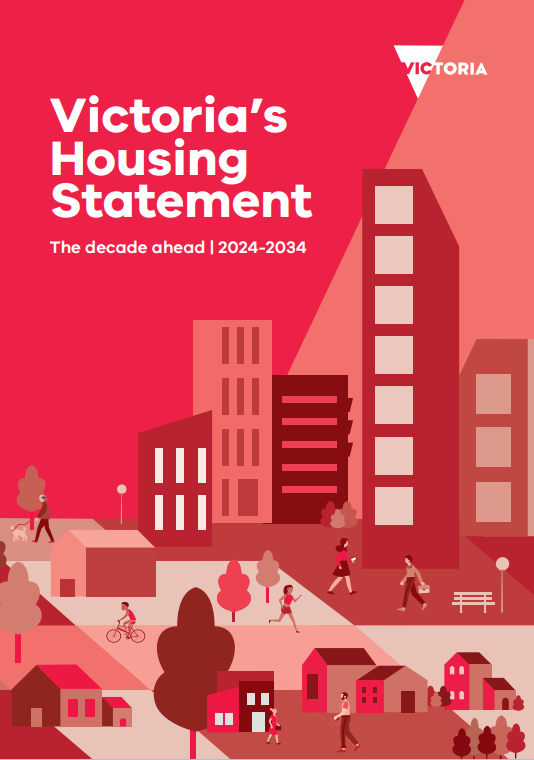 VICTORIA
Victoria's
Housing
Statement
The decade ahead | 2024-2034